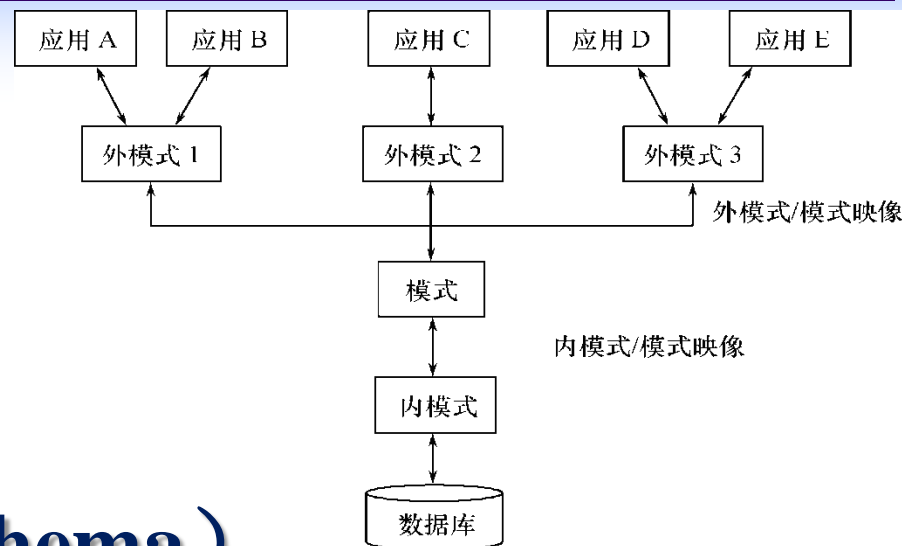 应用 A
应用 B
应用 C
应用 D
应用 E
外模式 1
外模式 2
外模式 3
外模式/模式映像
模式
内模式/模式映像
内模式
数据库
hema）